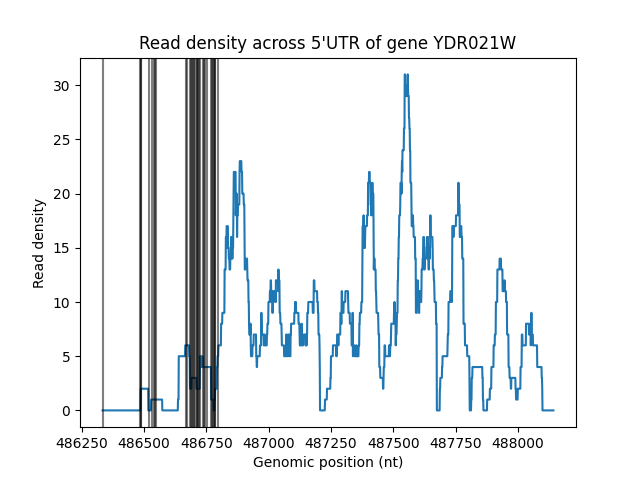 Read density across 5'UTR of gene YDR021W
30
25
20
15
10
5
0
Read density
486250 486500 486750 487000 487250 487500 487750 488000
Genomic position (nt)